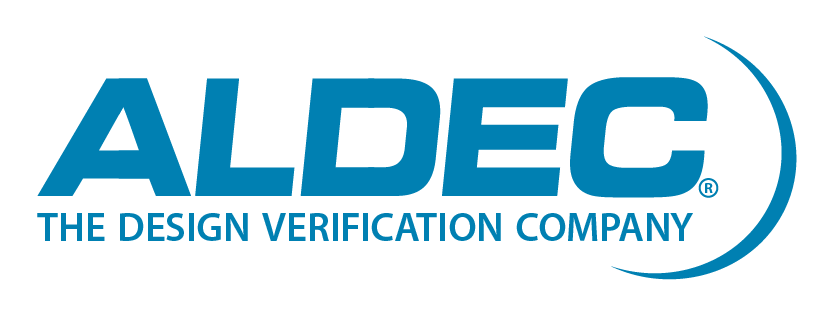 ALDEC®
THE DESIGN VERIFICATION COMPANY